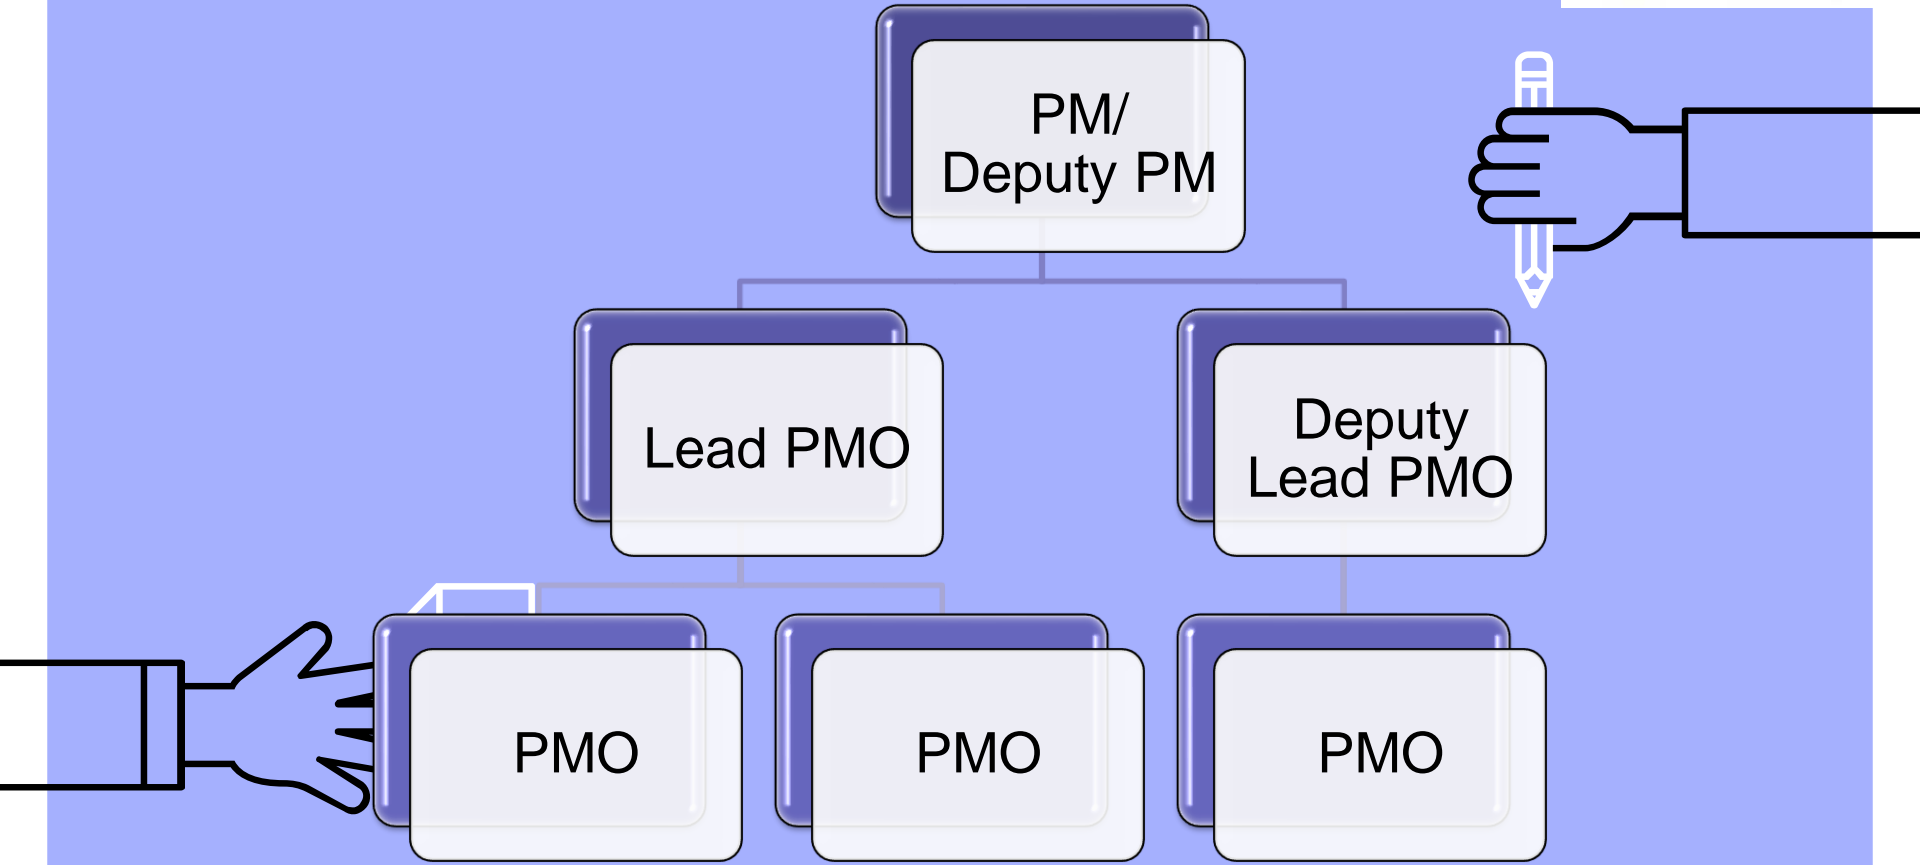 PM/
Deputy PM
Lead PMO
Deputy
Lead PMO
PMO
PMO
PMO